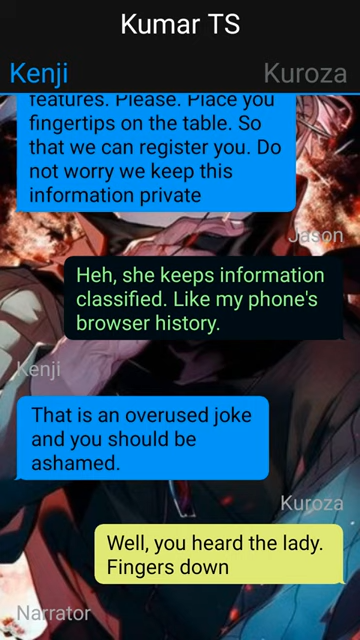 Kumar TS
Kenji
Kuroza
features. Please. Place you
fingertips on the table. So
that we can register you. Do
not worry we keep this
information private
Jason
Heh, she keeps information
classified. Like my phone's
browser history.
Kenji
That is an overused joke
and you should be
ashamed.
Kuroza
Well, you heard the lady.
Fingers down
Narrator